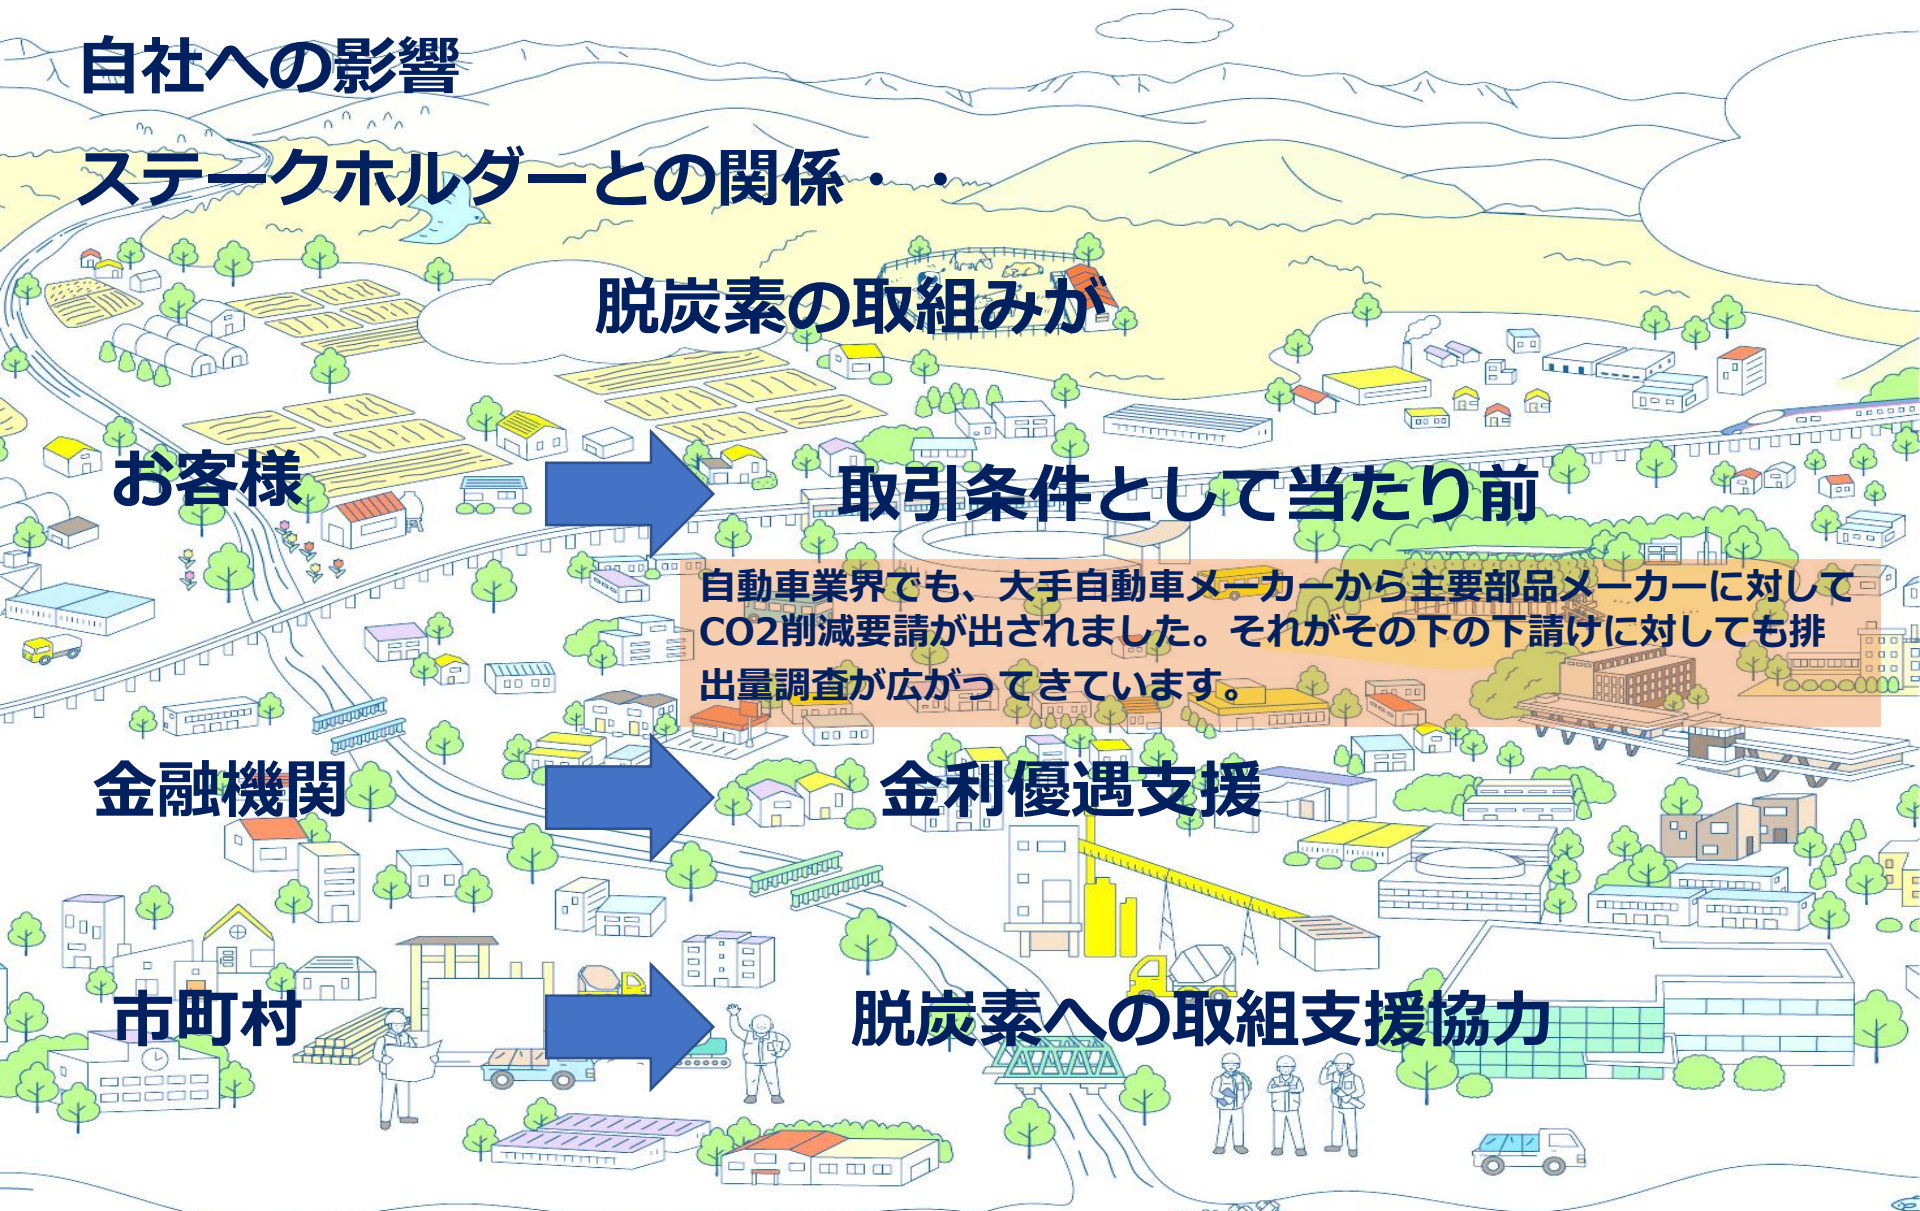 自社への影響
ステークホルダーとの関係・・
脱炭素の取組みが
お客様
取引条件として当たり前
自動車業界でも、大手自動車メーカーから主要部品メーカーに対して
CO2削減要請が出されました。それがその下の下請けに対しても排
出量調査が広がってきています。
金融機関
金利優遇支援
市町村
脱炭素への取組支援協力